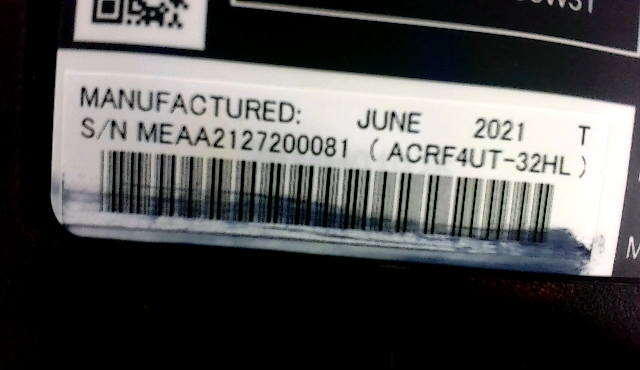 MANUFACTURED: JUNE 2021 T
S/N MEAA2127200081 ( ACRF4UT-32HL )